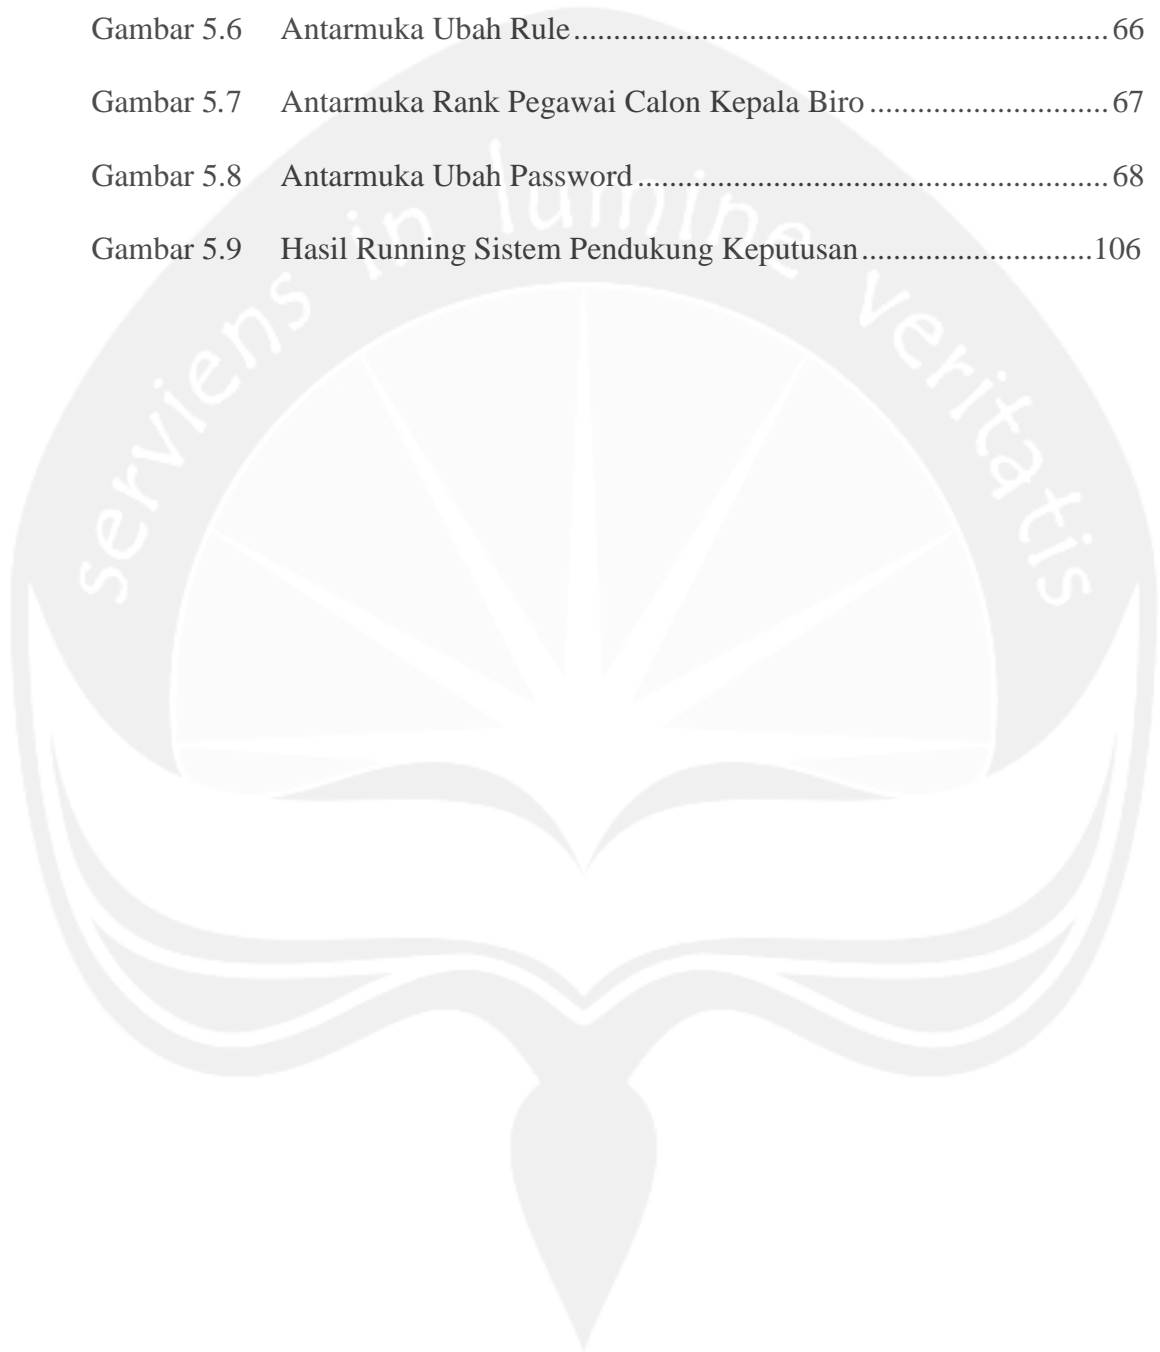 Gambar 5.6 Antarmuka Ubah Rule.................................................................. 66
Gambar 5.7 Antarmuka Rank Pegawai Calon Kepala Biro .............................. 67
Gambar 5.8 Antarmuka Ubah Password .......................................................... 68
Gambar 5.9 Hasil Running Sistem Pendukung Keputusan.............................106
serviens in lumine veritatis